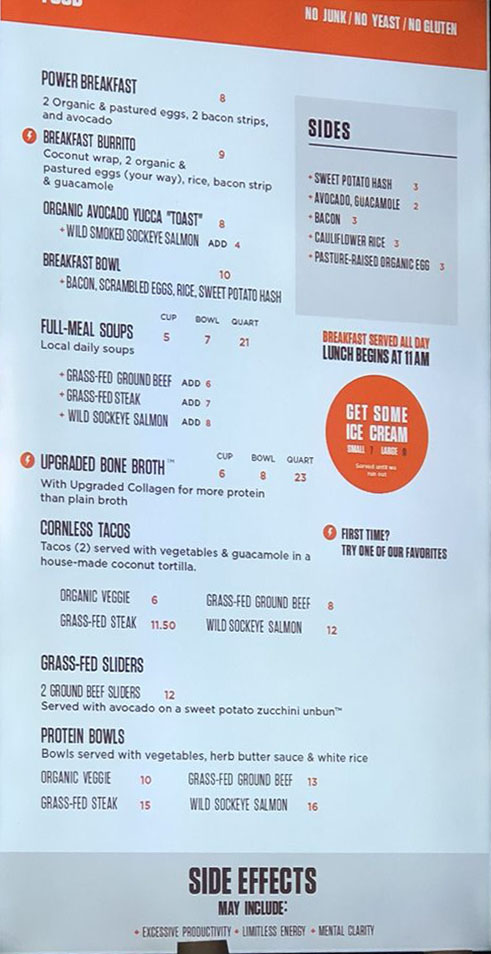 FOOD
NO JUNK / NO YEAST / NO GLUTEN
POWER BREAKFAST 8
2 Organic & pastured eggs, 2 bacon strips,
and avocado
BREAKFAST BURRITO 9
Coconut wrap, 2 organic &
pastured eggs (your way), rice, bacon strip
& guacamole
ORGANIC AVOCADO YUCCA "TOAST" 8
+ WILD SMOKED SOCKEYE SALMON ADD 4
BREAKFAST BOWL 10
+ BACON, SCRAMBLED EGGS, RICE, SWEET POTATO HASH
SIDES
+ SWEET POTATO HASH 3
+ AVOCADO, GUACAMOLE 2
+ BACON 3
+ CAULIFLOWER RICE 3
+ PASTURE-RAISED ORGANIC EGG 3
CUP BOWL QUART
FULL-MEAL SOUPS 5 7 21
Local daily soups
+ GRASS-FED GROUND BEEF ADD 6
+ GRASS-FED STEAK ADD 7
+ WILD SOCKEYE SALMON ADD 8
BREAKFAST SERVED ALL DAY
LUNCH BEGINS AT 11AM
GET SOME
ICE CREAM
SMALL 7 LARGE
Served until we
run out
CUP BOWL QUART
UPGRADED BONE BROTH™ 6 8 23
With Upgraded Collagen for more protein
than plain broth
FIRST TIME?
TRY ONE OF OUR FAVORITES
CORNLESS TACOS
Tacos (2) served with vegetables & guacamole in a
house-made coconut tortilla.
ORGANIC VEGGIE 6 GRASS-FED GROUND BEEF 8
GRASS-FED STEAK 11.50 WILD SOCKEYE SALMON 12
GRASS-FED SLIDERS
2 GROUND BEEF SLIDERS 12
Served with avocado on a sweet potato zucchini unbun™
PROTEIN BOWLS
Bowls served with vegetables, herb butter sauce & white rice
ORGANIC VEGGIE 10 GRASS-FED GROUND BEEF 13
GRASS-FED STEAK 15 WILD SOCKEYE SALMON 16
SIDE EFFECTS
MAY INCLUDE:
+ EXCESSIVE PRODUCTIVITY + LIMITLESS ENERGY + MENTAL CLARITY